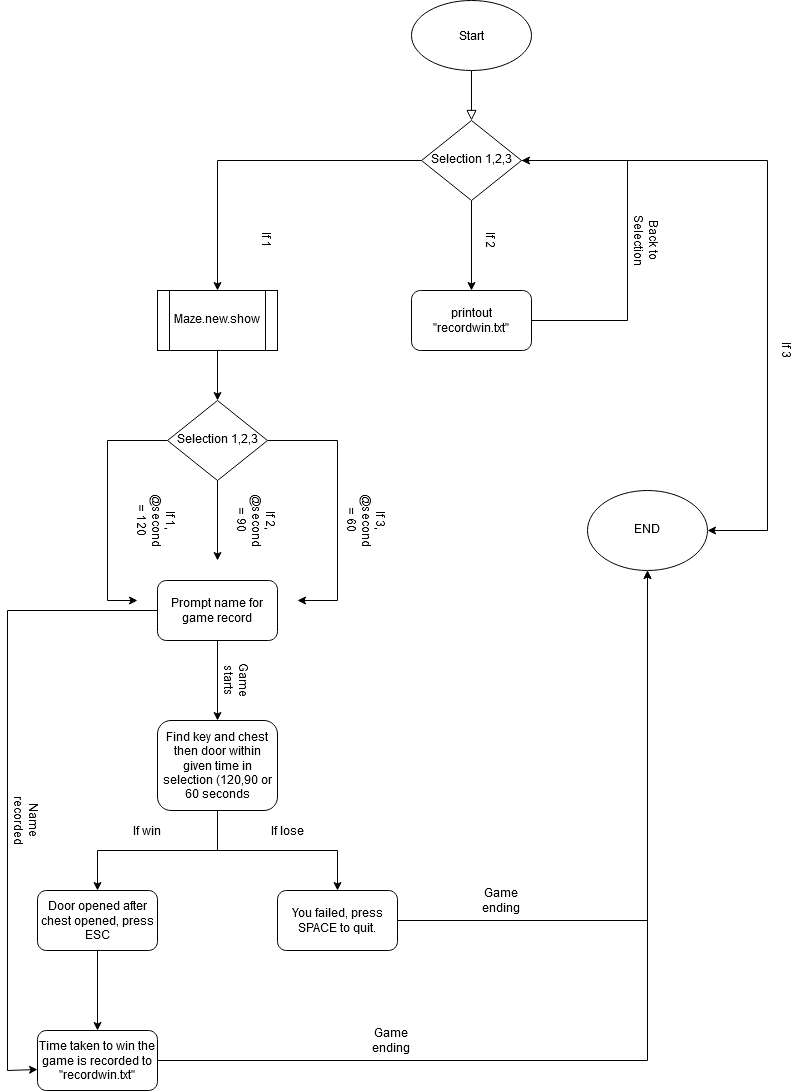 Start
Selection 1,2,3
If 1
If 2
Back to
Selection
If 3
Maze.new.show
printout
"recordwin.txt"
Selection 1,2,3
If 1,
@second
= 120
If 2,
@second
= 90
If 3,
@second
= 60
END
Prompt name for
game record
Game
starts
Find key and chest
then door within
given time in
selection (120,90 or
60 seconds
Name
recorded
If win
If lose
Door opened after
chest opened, press
ESC
You failed, press
SPACE to quit.
Game
ending
Time taken to win the
game is recorded to
"recordwin.txt"
Game
ending